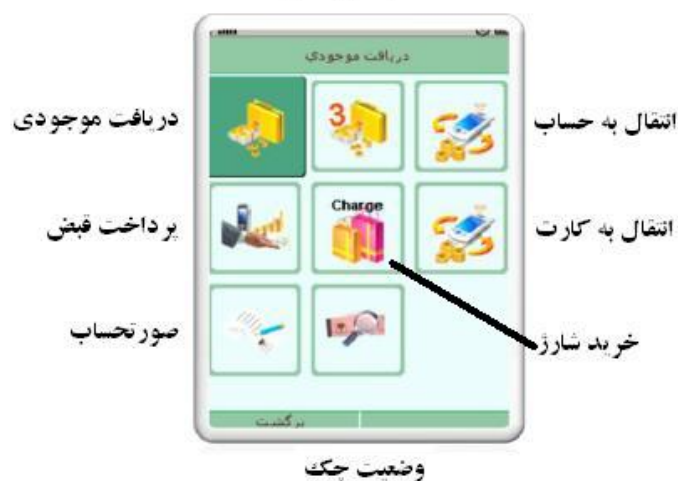 دریافت موجودی
3
انتقال به حساب
دریافت موجودی
Charge
انتقال به کارت
پرداخت قبض
خرید شارژ
صورتحساب
برگشت
وضعیت چک